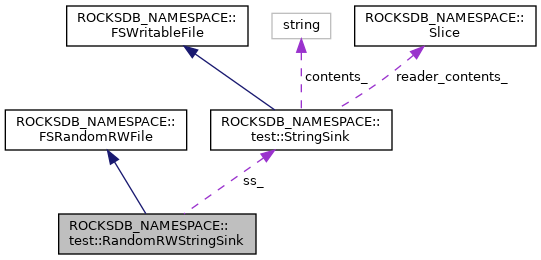 ROCKSDB_NAMESPACE::
FSWritableFile
string
ROCKSDB_NAMESPACE::
Slice
contents_
reader_contents_
ROCKSDB_NAMESPACE::
FSRandomRWFile
ROCKSDB_NAMESPACE::
test::StringSink
ss_
ROCKSDB_NAMESPACE::
test::RandomRWStringSink